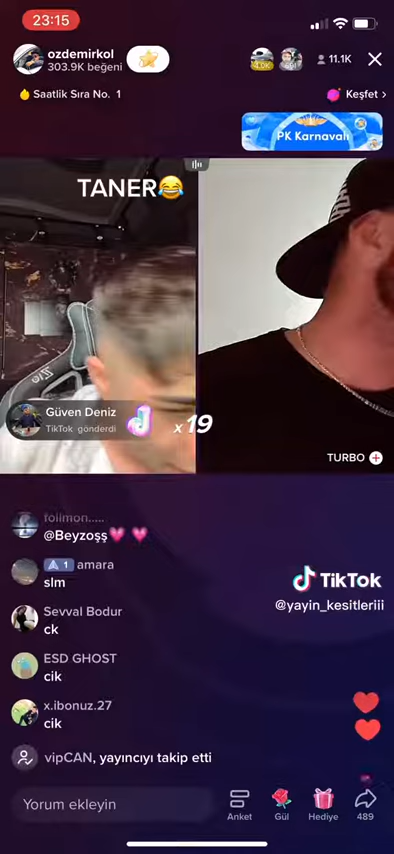 23:15
ozdemirkol
303.9K beğeni
11.1K
Saatlik Sıra No. 1
Keşfet >
PK Karnavalı
TANER😂
Güven Deniz
TikTok gönderdi
x19
TURBO
@Beyzoşş💗 💗
1 amara
slm
TikTok
@yayin_kesitleriii
Sevval Bodur
ck
ESD GHOST
cik
x.ibonuz.27
cik
vipCAN, yayıncıyı takip etti
Yorum ekleyin
Anket
Gül
Hediye
489